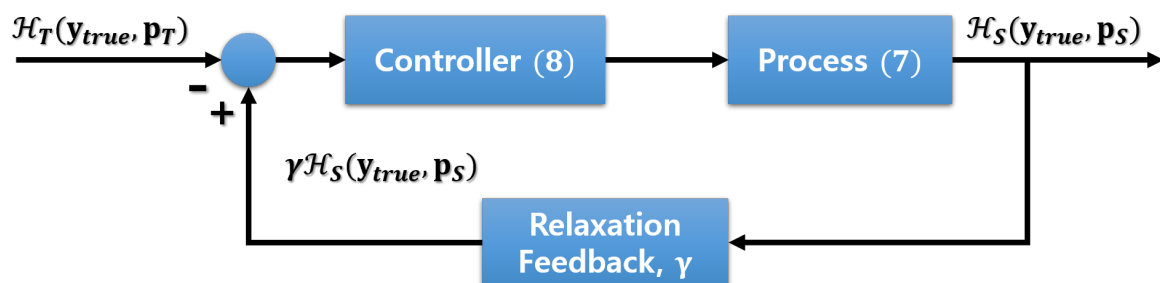 ℋ_T(y_true, p_T)
ℋ_S(y_true, p_S)
Controller (8)
Process (7)
-
+
γℋ_S(y_true, p_S)
Relaxation
Feedback, γ